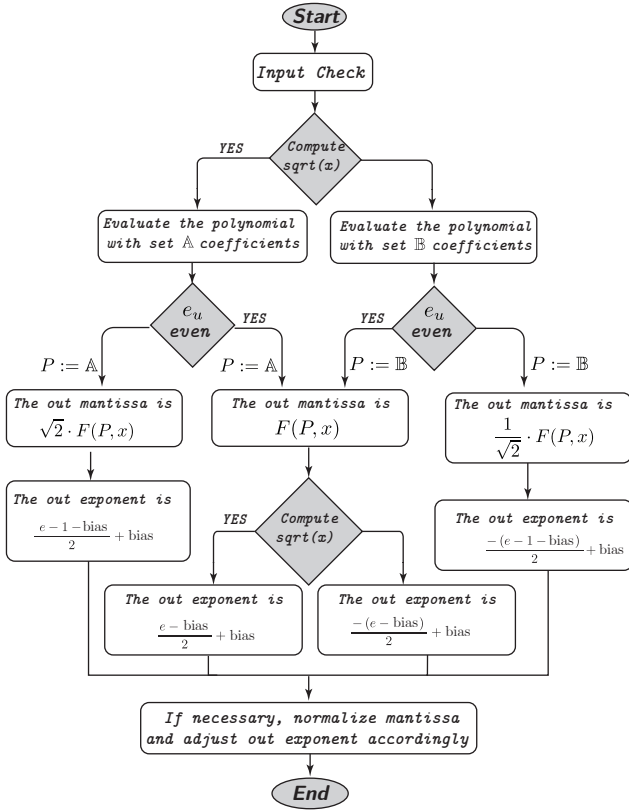 Start
Input Check
Compute
sqrt(x)
YES
Evaluate the polynomial
with set 𝔸 coefficients
Evaluate the polynomial
with set 𝔹 coefficients
e_u
even
YES
YES
e_u
even
P := 𝔸
P := 𝔸
P := 𝔹
P := 𝔹
The out mantissa is
√2 · F(P, x)
The out mantissa is
F(P, x)
The out mantissa is
1/√2 · F(P, x)
The out exponent is
(e − 1 − bias)/2 + bias
YES
Compute
sqrt(x)
The out exponent is
−(e − 1 − bias)/2 + bias
The out exponent is
(e − bias)/2 + bias
The out exponent is
−(e − bias)/2 + bias
If necessary, normalize mantissa
and adjust out exponent accordingly
End